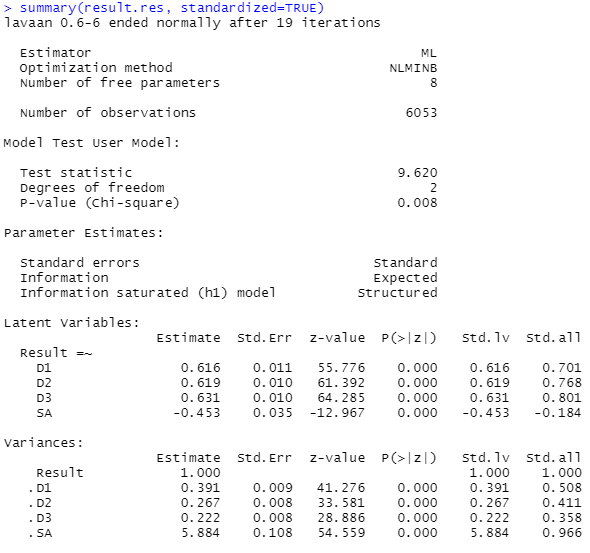 > summary(result.res, standardized=TRUE)
lavaan 0.6-6 ended normally after 19 iterations
Estimator ML
Optimization method NLMINB
Number of free parameters 8
Number of observations 6053
Model Test User Model:
Test statistic 9.620
Degrees of freedom 2
P-value (Chi-square) 0.008
Parameter Estimates:
Standard errors Standard
Information Expected
Information saturated (h1) model Structured
Latent Variables:
Estimate Std.Err z-value P(>|z|) Std.lv Std.all
Result =~
D1 0.616 0.011 55.776 0.000 0.616 0.701
D2 0.619 0.010 61.392 0.000 0.619 0.768
D3 0.631 0.010 64.285 0.000 0.631 0.801
SA -0.453 0.035 -12.967 0.000 -0.453 -0.184
Variances:
Estimate Std.Err z-value P(>|z|) Std.lv Std.all
Result 1.000 1.000 1.000
.D1 0.391 0.009 41.276 0.000 0.391 0.508
.D2 0.267 0.008 33.581 0.000 0.267 0.411
.D3 0.222 0.008 28.886 0.000 0.222 0.358
.SA 5.884 0.108 54.559 0.000 5.884 0.966